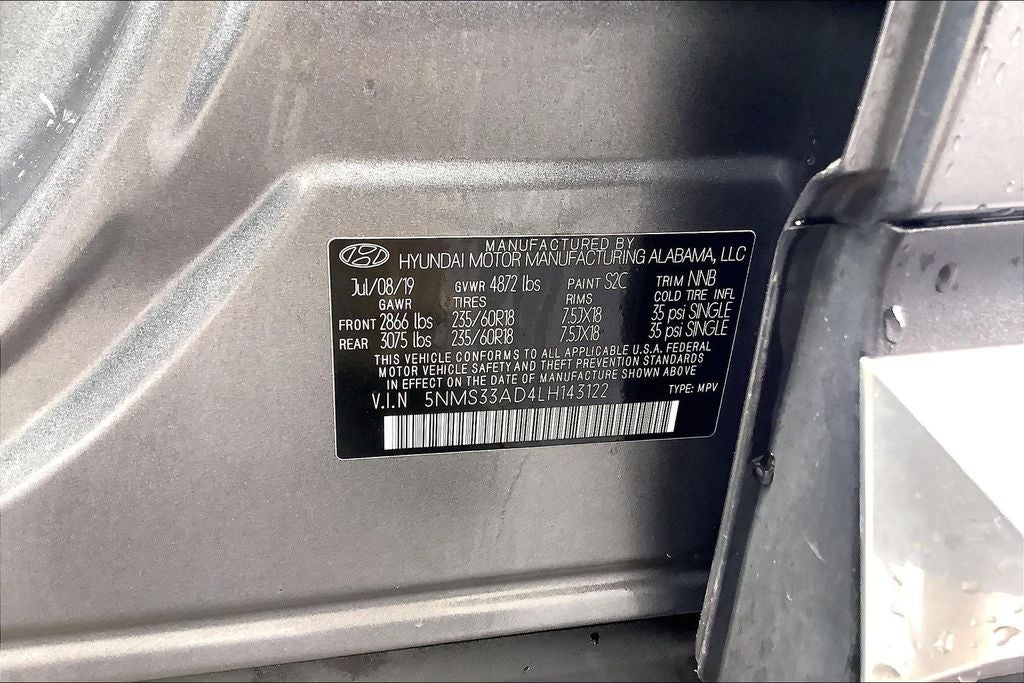 MANUFACTURED BY
HYUNDAI MOTOR MANUFACTURING ALABAMA, LLC
Jul/08/19 GVWR 4872 lbs PAINT S2C TRIM NNB
GAWR TIRES RIMS COLD TIRE INFL
FRONT 2866 lbs 235/60R18 7.5JX18 35 psi SINGLE
REAR 3075 lbs 235/60R18 7.5JX18 35 psi SINGLE
THIS VEHICLE CONFORMS TO ALL APPLICABLE U.S.A. FEDERAL
MOTOR VEHICLE SAFETY AND THEFT PREVENTION STANDARDS
IN EFFECT ON THE DATE OF MANUFACTURE SHOWN ABOVE
V.I.N 5NMS33AD4LH143122 TYPE: MPV